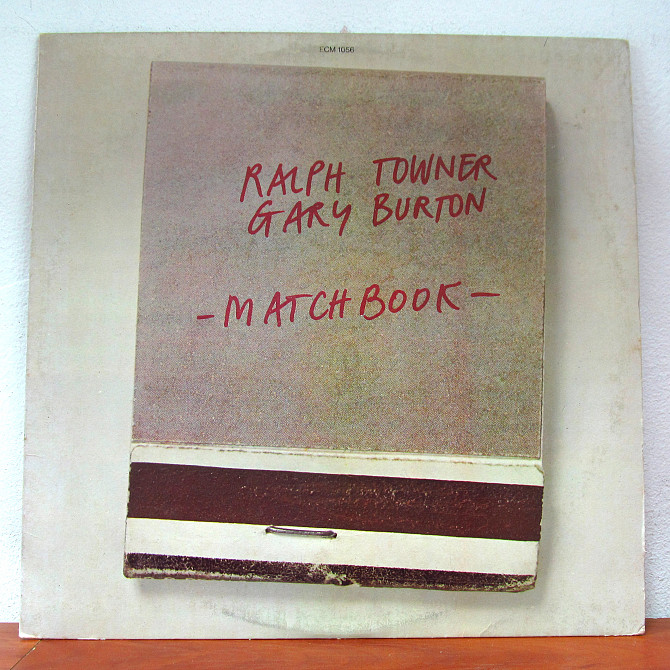 ECM 1056
RALPH TOWNER
GARY BURTON
- MATCHBOOK -